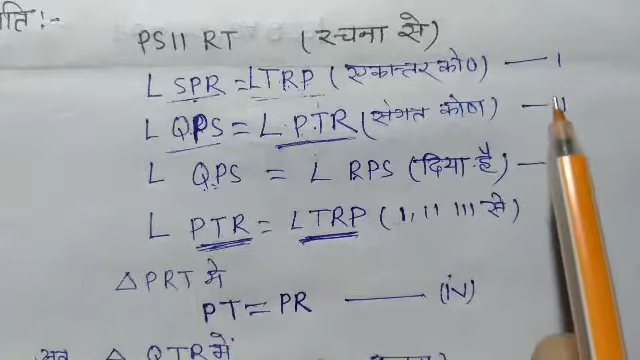 PS || RT (रचना से)
∠ SPR = ∠TRP (एकान्तर कोण) — I
∠ QPS = ∠ PTR (संगत कोण) — II
∠ QPS = ∠ RPS (दिया है) —
∠ PTR = ∠TRP (I, II III से)
△ PRT में
PT = PR — (iv)
अब △ QTR में